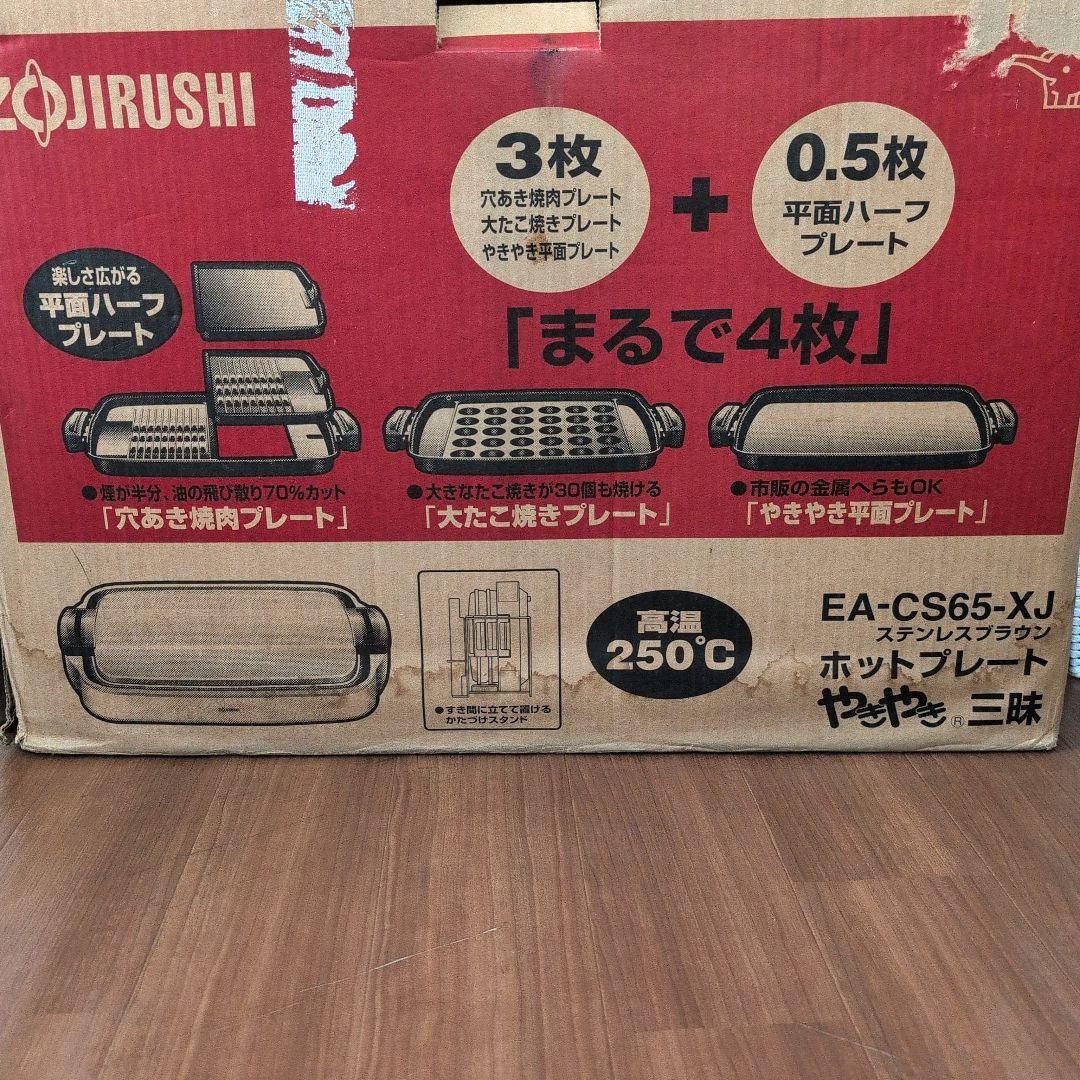 ZOJIRUSHI
3枚
穴あき焼肉プレート
大たこ焼きプレート
やきやき平面プレート
+
0.5枚
平面ハーフ
プレート
「まるで4枚」
楽しさ広がる
平面ハーフ
プレート
●煙が半分、油の飛び散り70%カット
「穴あき焼肉プレート」
●大きなたこ焼きが30個も焼ける
「大たこ焼きプレート」
●市販の金属へらもOK
「やきやき平面プレート」
●すき間に立てて置ける
かたづけスタンド
高温
250℃
EA-CS65-XJ
ステンレスブラウン
ホットプレート
やきやき®三昧